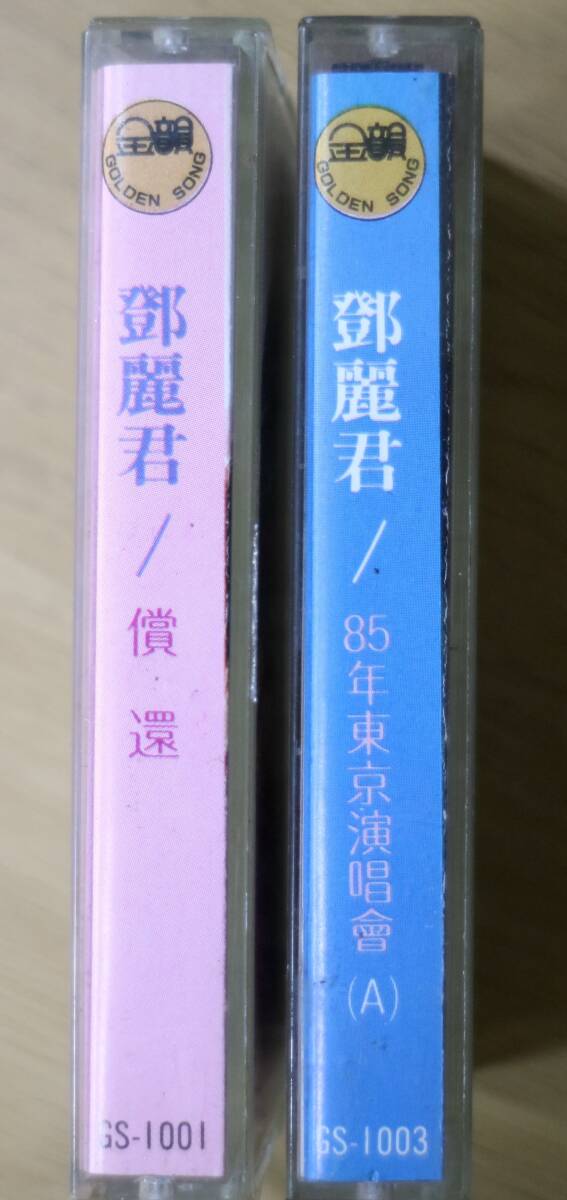 金韻
GOLDEN SONG
鄧麗君/償還
GS-1001
金韻
GOLDEN SONG
鄧麗君/85年東京演唱會(A)
GS-1003